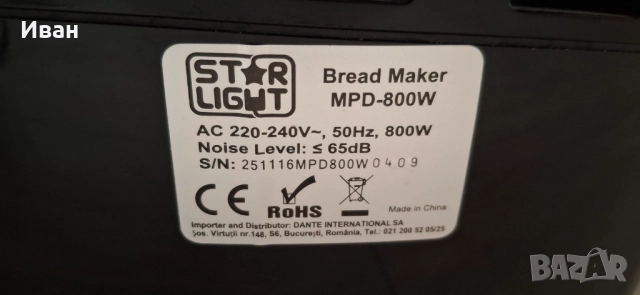 Иван
STAR LIGHT
Bread Maker
MPD-800W
AC 220-240V~, 50Hz, 800W
Noise Level: ≤ 65dB
S/N: 251116MPD800W0409
CE
RoHS
Made in China
Importer and Distributor: DANTE INTERNATIONAL SA
Şos. Virtuţii nr.148, S6, Bucureşti, România, Tel.: 021 200 52 05/25
BAZAR